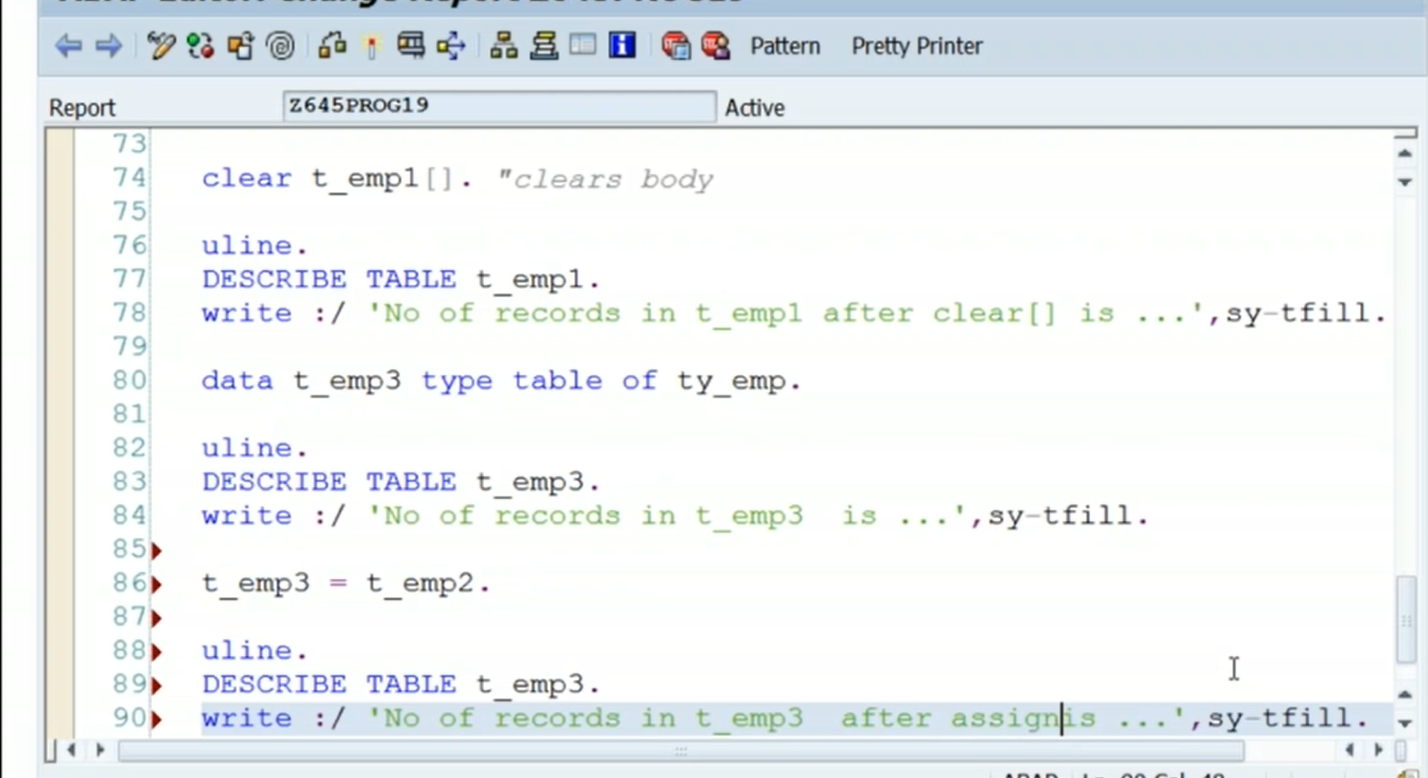 Pattern Pretty Printer
Report Z645PROG19 Active
73
74 clear t_emp1[]. "clears body
75
76 uline.
77 DESCRIBE TABLE t_emp1.
78 write :/ 'No of records in t_emp1 after clear[] is ...',sy-tfill.
79
80 data t_emp3 type table of ty_emp.
81
82 uline.
83 DESCRIBE TABLE t_emp3.
84 write :/ 'No of records in t_emp3  is ...',sy-tfill.
85
86 t_emp3 = t_emp2.
87
88 uline.
89 DESCRIBE TABLE t_emp3.
90 write :/ 'No of records in t_emp3  after assignis ...',sy-tfill.